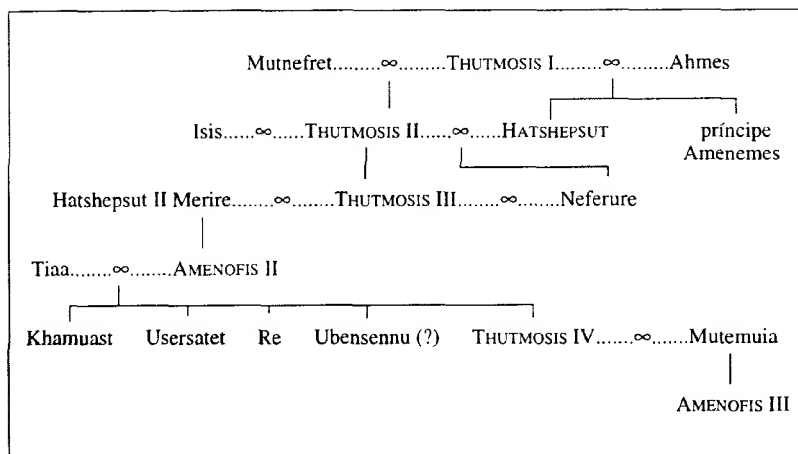 Mutnefret.........∞.........THUTMOSIS I.........∞.........Ahmes
Isis......∞......THUTMOSIS II......∞......HATSHEPSUT príncipe
Amenemes
Hatshepsut II Merire.......∞........THUTMOSIS III........∞........Neferure
Tiaa........∞........AMENOFIS II
Khamuast Usersatet Re Ubensennu (?) THUTMOSIS IV.......∞.......Mutemuia
AMENOFIS III